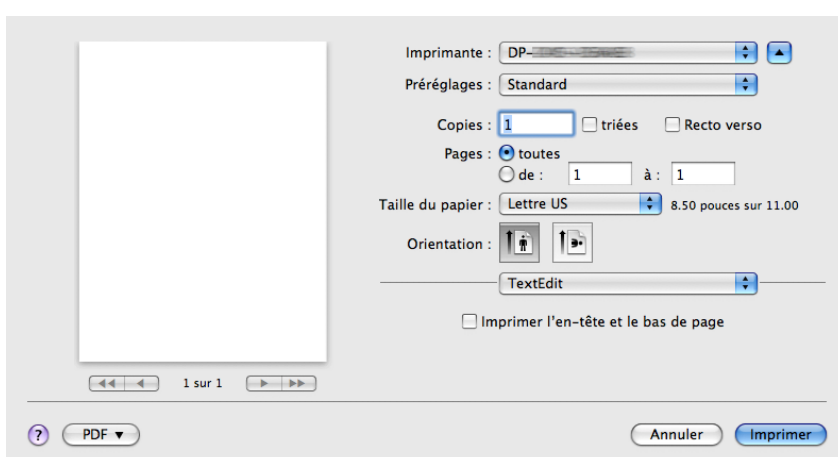 Imprimante : DP-
Préréglages : Standard
Copies : 1 triées Recto verso
Pages : toutes
de : 1 à : 1
Taille du papier : Lettre US 8.50 pouces sur 11.00
Orientation :
TextEdit
Imprimer l'en-tête et le bas de page
1 sur 1
? PDF Annuler Imprimer